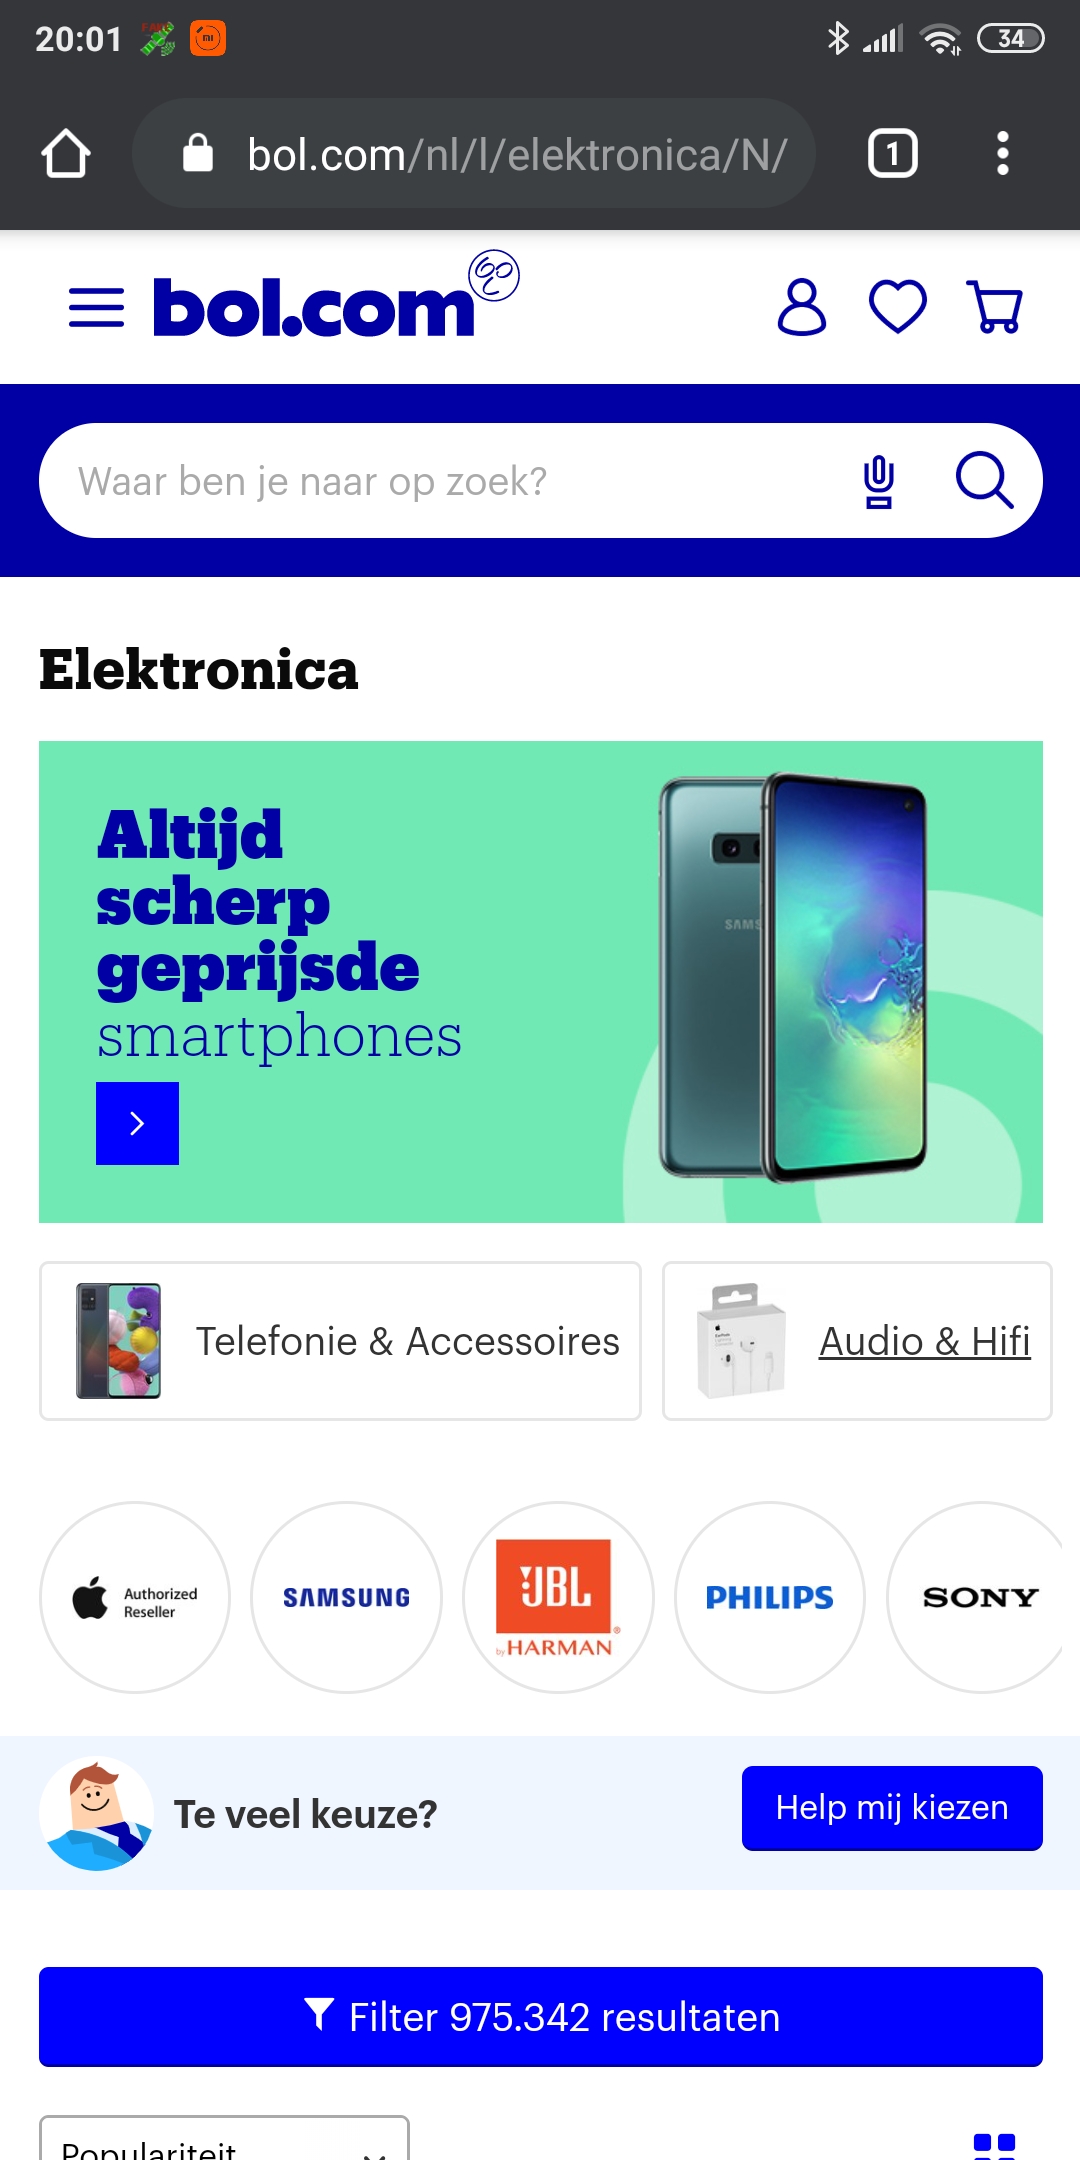 20:01
34
bol.com/nl/l/elektronica/N/
1
bol.com
Waar ben je naar op zoek?
Elektronica
Altijd
scherp
geprijsde
smartphones
SAMS
Telefonie & Accessoires
Audio & Hifi
Authorized
Reseller
SAMSUNG
JBL
by HARMAN
PHILIPS
SONY
Te veel keuze?
Help mij kiezen
Filter 975.342 resultaten
Populariteit